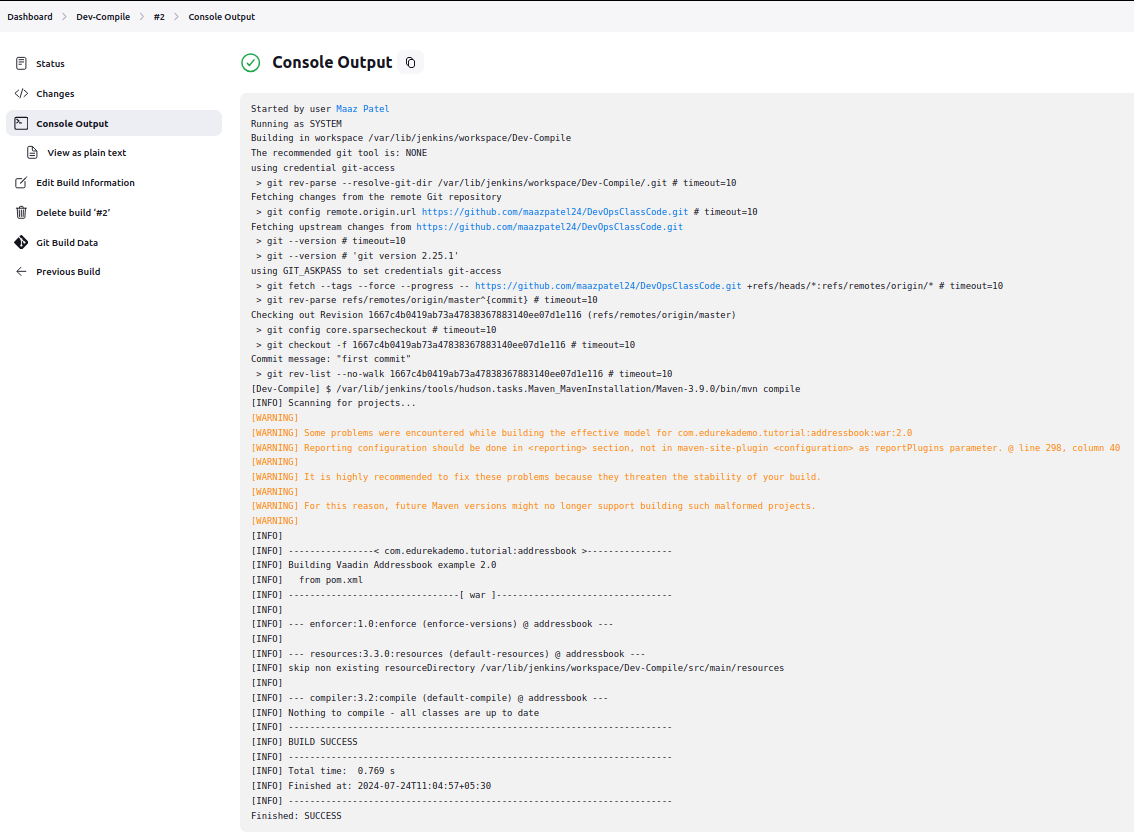 Dashboard > Dev-Compile > #2 > Console Output
Status
Changes
Console Output
View as plain text
Edit Build Information
Delete build ‘#2’
Git Build Data
Previous Build
Console Output
Started by user Maaz Patel
Running as SYSTEM
Building in workspace /var/lib/jenkins/workspace/Dev-Compile
The recommended git tool is: NONE
using credential git-access
 > git rev-parse --resolve-git-dir /var/lib/jenkins/workspace/Dev-Compile/.git # timeout=10
Fetching changes from the remote Git repository
 > git config remote.origin.url https://github.com/maazpatel24/DevOpsClassCode.git # timeout=10
Fetching upstream changes from https://github.com/maazpatel24/DevOpsClassCode.git
 > git --version # timeout=10
 > git --version # 'git version 2.25.1'
using GIT_ASKPASS to set credentials git-access
 > git fetch --tags --force --progress -- https://github.com/maazpatel24/DevOpsClassCode.git +refs/heads/*:refs/remotes/origin/* # timeout=10
 > git rev-parse refs/remotes/origin/master^{commit} # timeout=10
Checking out Revision 1667c4b0419ab73a47838367883140ee07d1e116 (refs/remotes/origin/master)
 > git config core.sparsecheckout # timeout=10
 > git checkout -f 1667c4b0419ab73a47838367883140ee07d1e116 # timeout=10
Commit message: "first commit"
 > git rev-list --no-walk 1667c4b0419ab73a47838367883140ee07d1e116 # timeout=10
[Dev-Compile] $ /var/lib/jenkins/tools/hudson.tasks.Maven_MavenInstallation/Maven-3.9.0/bin/mvn compile
[INFO] Scanning for projects...
[WARNING]
[WARNING] Some problems were encountered while building the effective model for com.edurekademo.tutorial:addressbook:war:2.0
[WARNING] Reporting configuration should be done in <reporting> section, not in maven-site-plugin <configuration> as reportPlugins parameter. @ line 298, column 40
[WARNING]
[WARNING] It is highly recommended to fix these problems because they threaten the stability of your build.
[WARNING]
[WARNING] For this reason, future Maven versions might no longer support building such malformed projects.
[WARNING]
[INFO]
[INFO] ----------------< com.edurekademo.tutorial:addressbook >----------------
[INFO] Building Vaadin Addressbook example 2.0
[INFO]   from pom.xml
[INFO] --------------------------------[ war ]---------------------------------
[INFO]
[INFO] --- enforcer:1.0:enforce (enforce-versions) @ addressbook ---
[INFO]
[INFO] --- resources:3.3.0:resources (default-resources) @ addressbook ---
[INFO] skip non existing resourceDirectory /var/lib/jenkins/workspace/Dev-Compile/src/main/resources
[INFO]
[INFO] --- compiler:3.2:compile (default-compile) @ addressbook ---
[INFO] Nothing to compile - all classes are up to date
[INFO] ------------------------------------------------------------------------
[INFO] BUILD SUCCESS
[INFO] ------------------------------------------------------------------------
[INFO] Total time:  0.769 s
[INFO] Finished at: 2024-07-24T11:04:57+05:30
[INFO] ------------------------------------------------------------------------
Finished: SUCCESS